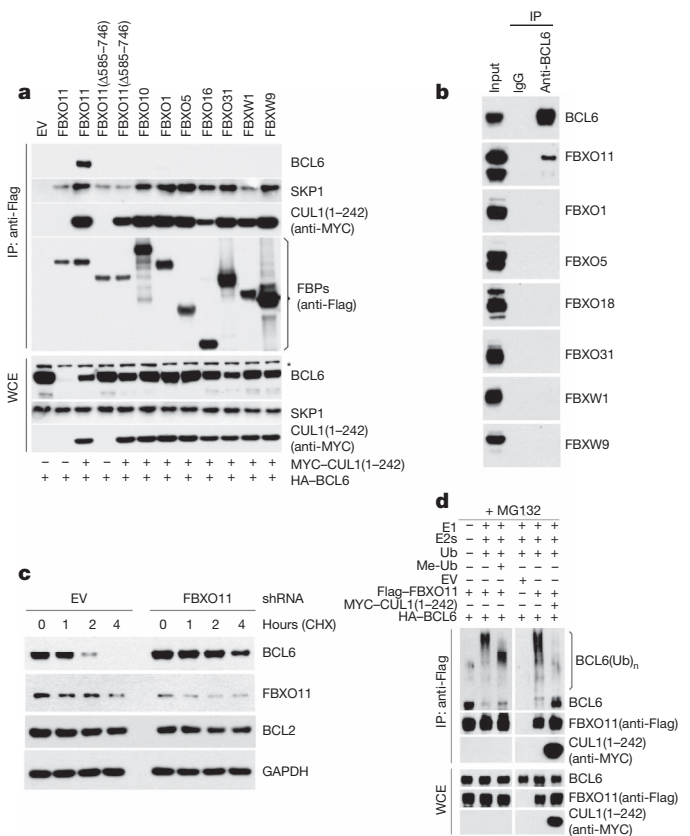 a
EV
FBXO11
FBXO11
FBXO11(Δ585–746)
FBXO11(Δ585–746)
FBXO10
FBXO1
FBXO5
FBXO16
FBXO31
FBXW1
FBXW9
IP: anti-Flag
BCL6
SKP1
CUL1(1–242)
(anti-MYC)
FBPs
(anti-Flag)
*
WCE
BCL6
SKP1
CUL1(1–242)
(anti-MYC)
– – + – + + + + + + + + MYC–CUL1(1–242)
+ + + + + + + + + + + + HA–BCL6
b
IP
Input
IgG
Anti-BCL6
BCL6
FBXO11
FBXO1
FBXO5
FBXO18
FBXO31
FBXW1
FBXW9
c
EV FBXO11 shRNA
0 1 2 4 0 1 2 4 Hours (CHX)
BCL6
FBXO11
BCL2
GAPDH
d
+ MG132
E1 – + + + + +
E2s – + + + + +
Ub – + + + + +
Me-Ub – – + – – –
EV – – – + – –
Flag–FBXO11 + + + – + +
MYC–CUL1(1–242) – – – – – +
HA–BCL6 + + + + + +
IP: anti-Flag
BCL6(Ub)n
BCL6
FBXO11(anti-Flag)
CUL1(1–242)
(anti-MYC)
WCE
BCL6
FBXO11(anti-Flag)
CUL1(1–242)
(anti-MYC)